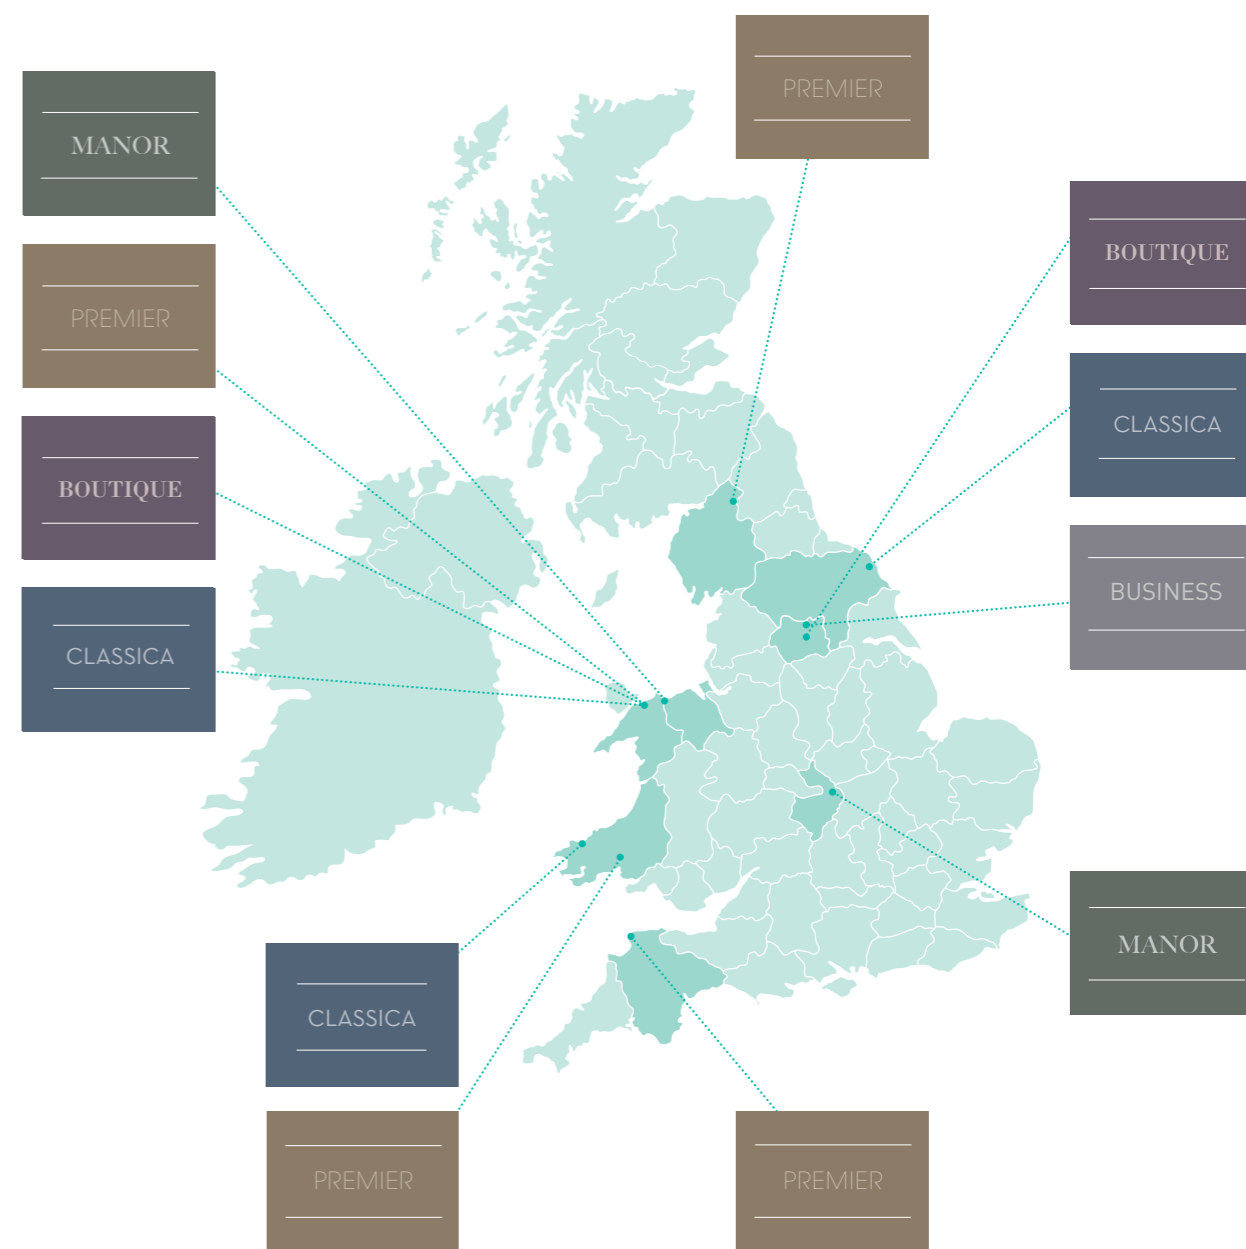 PREMIER
MANOR
BOUTIQUE
PREMIER
CLASSICA
BOUTIQUE
BUSINESS
CLASSICA
MANOR
CLASSICA
PREMIER
PREMIER